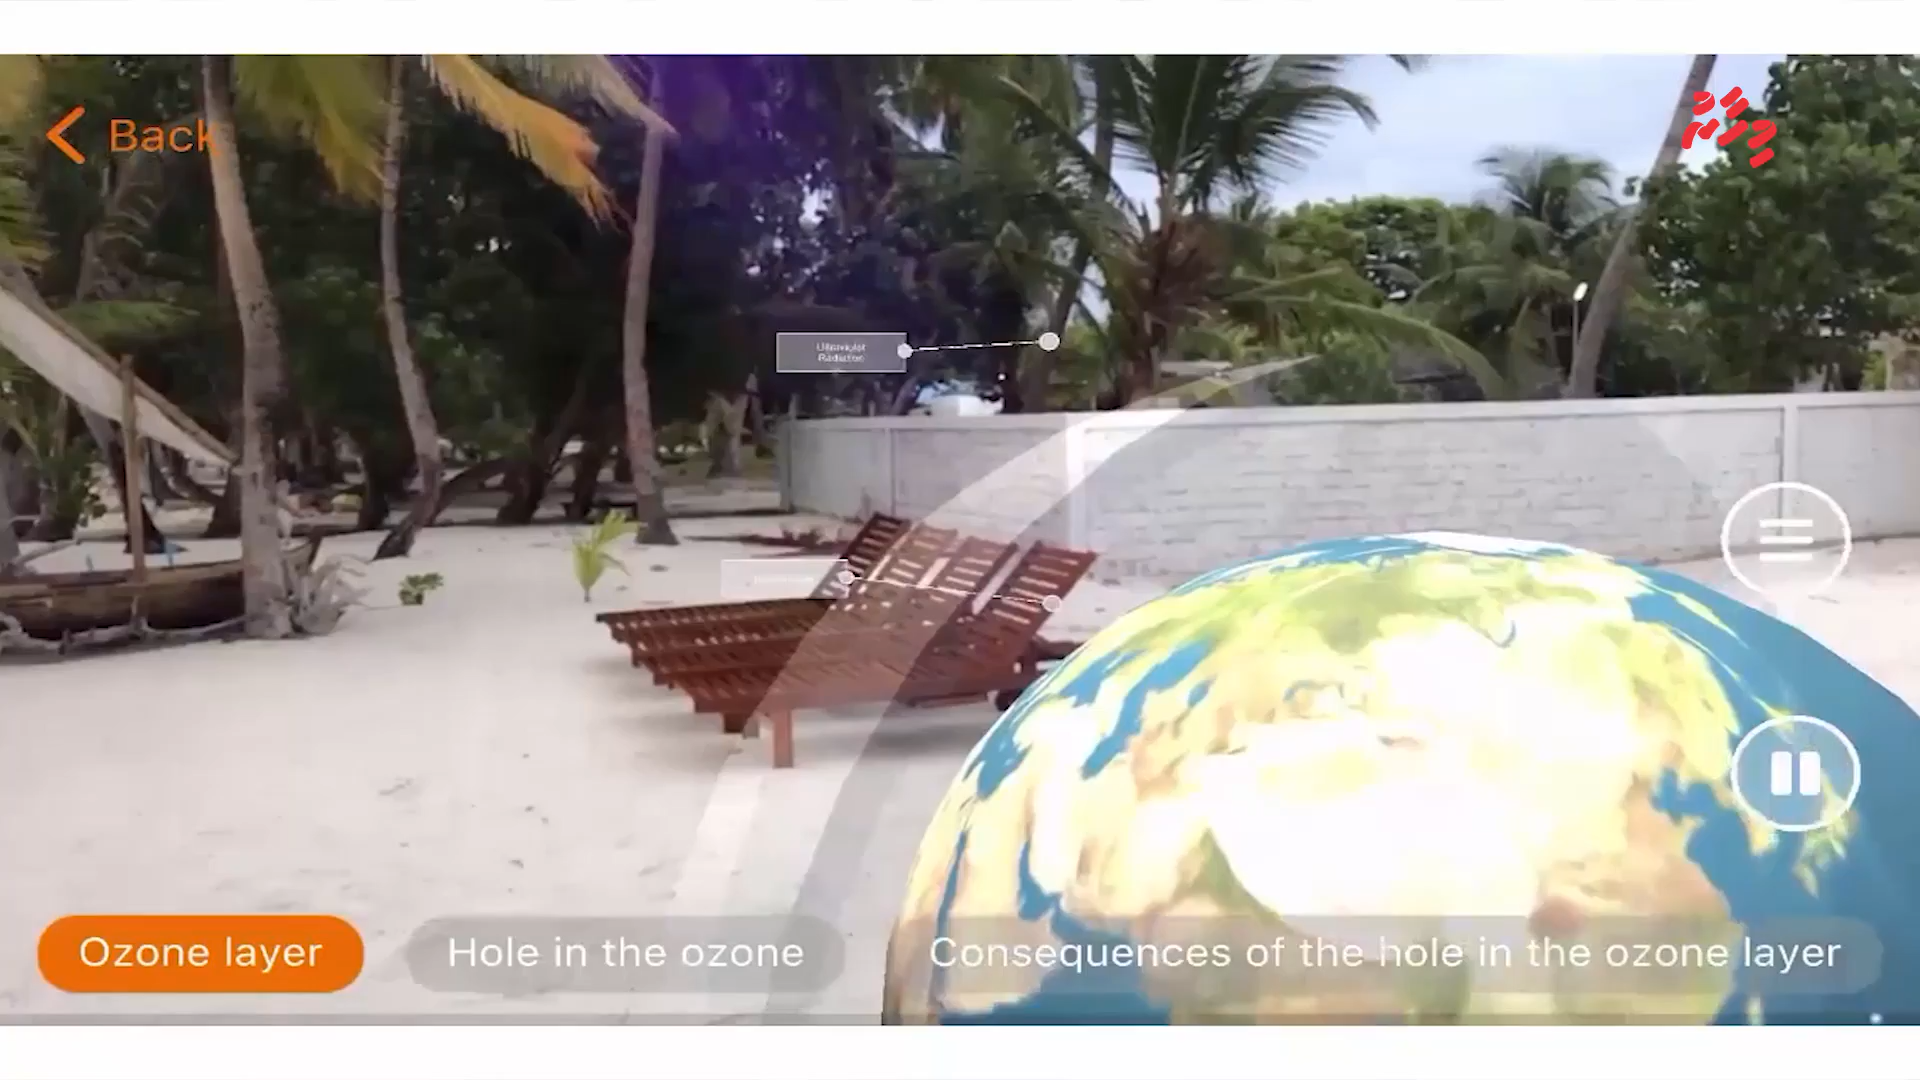 Back
Ultraviolet
Radiation
Ozone layer
Hole in the ozone
Consequences of the hole in the ozone layer